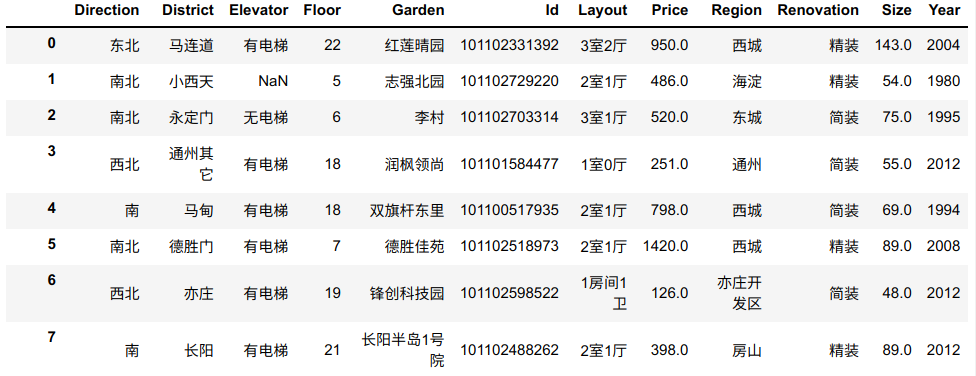 Direction District Elevator Floor Garden Id Layout Price Region Renovation Size Year
0 东北 马连道 有电梯 22 红莲晴园 101102331392 3室2厅 950.0 西城 精装 143.0 2004
1 南北 小西天 NaN 5 志强北园 101102729220 2室1厅 486.0 海淀 精装 54.0 1980
2 南北 永定门 无电梯 6 李村 101102703314 3室1厅 520.0 东城 简装 75.0 1995
3 西北 通州其它 有电梯 18 润枫领尚 101101584477 1室0厅 251.0 通州 简装 55.0 2012
4 南 马甸 有电梯 18 双旗杆东里 101100517935 2室1厅 798.0 西城 简装 69.0 1994
5 南北 德胜门 有电梯 7 德胜佳苑 101102518973 2室1厅 1420.0 西城 精装 89.0 2008
6 西北 亦庄 有电梯 19 锋创科技园 101102598522 1房间1卫 126.0 亦庄开发区 简装 48.0 2012
7 南 长阳 有电梯 21 长阳半岛1号院 101102488262 2室1厅 398.0 房山 精装 89.0 2012